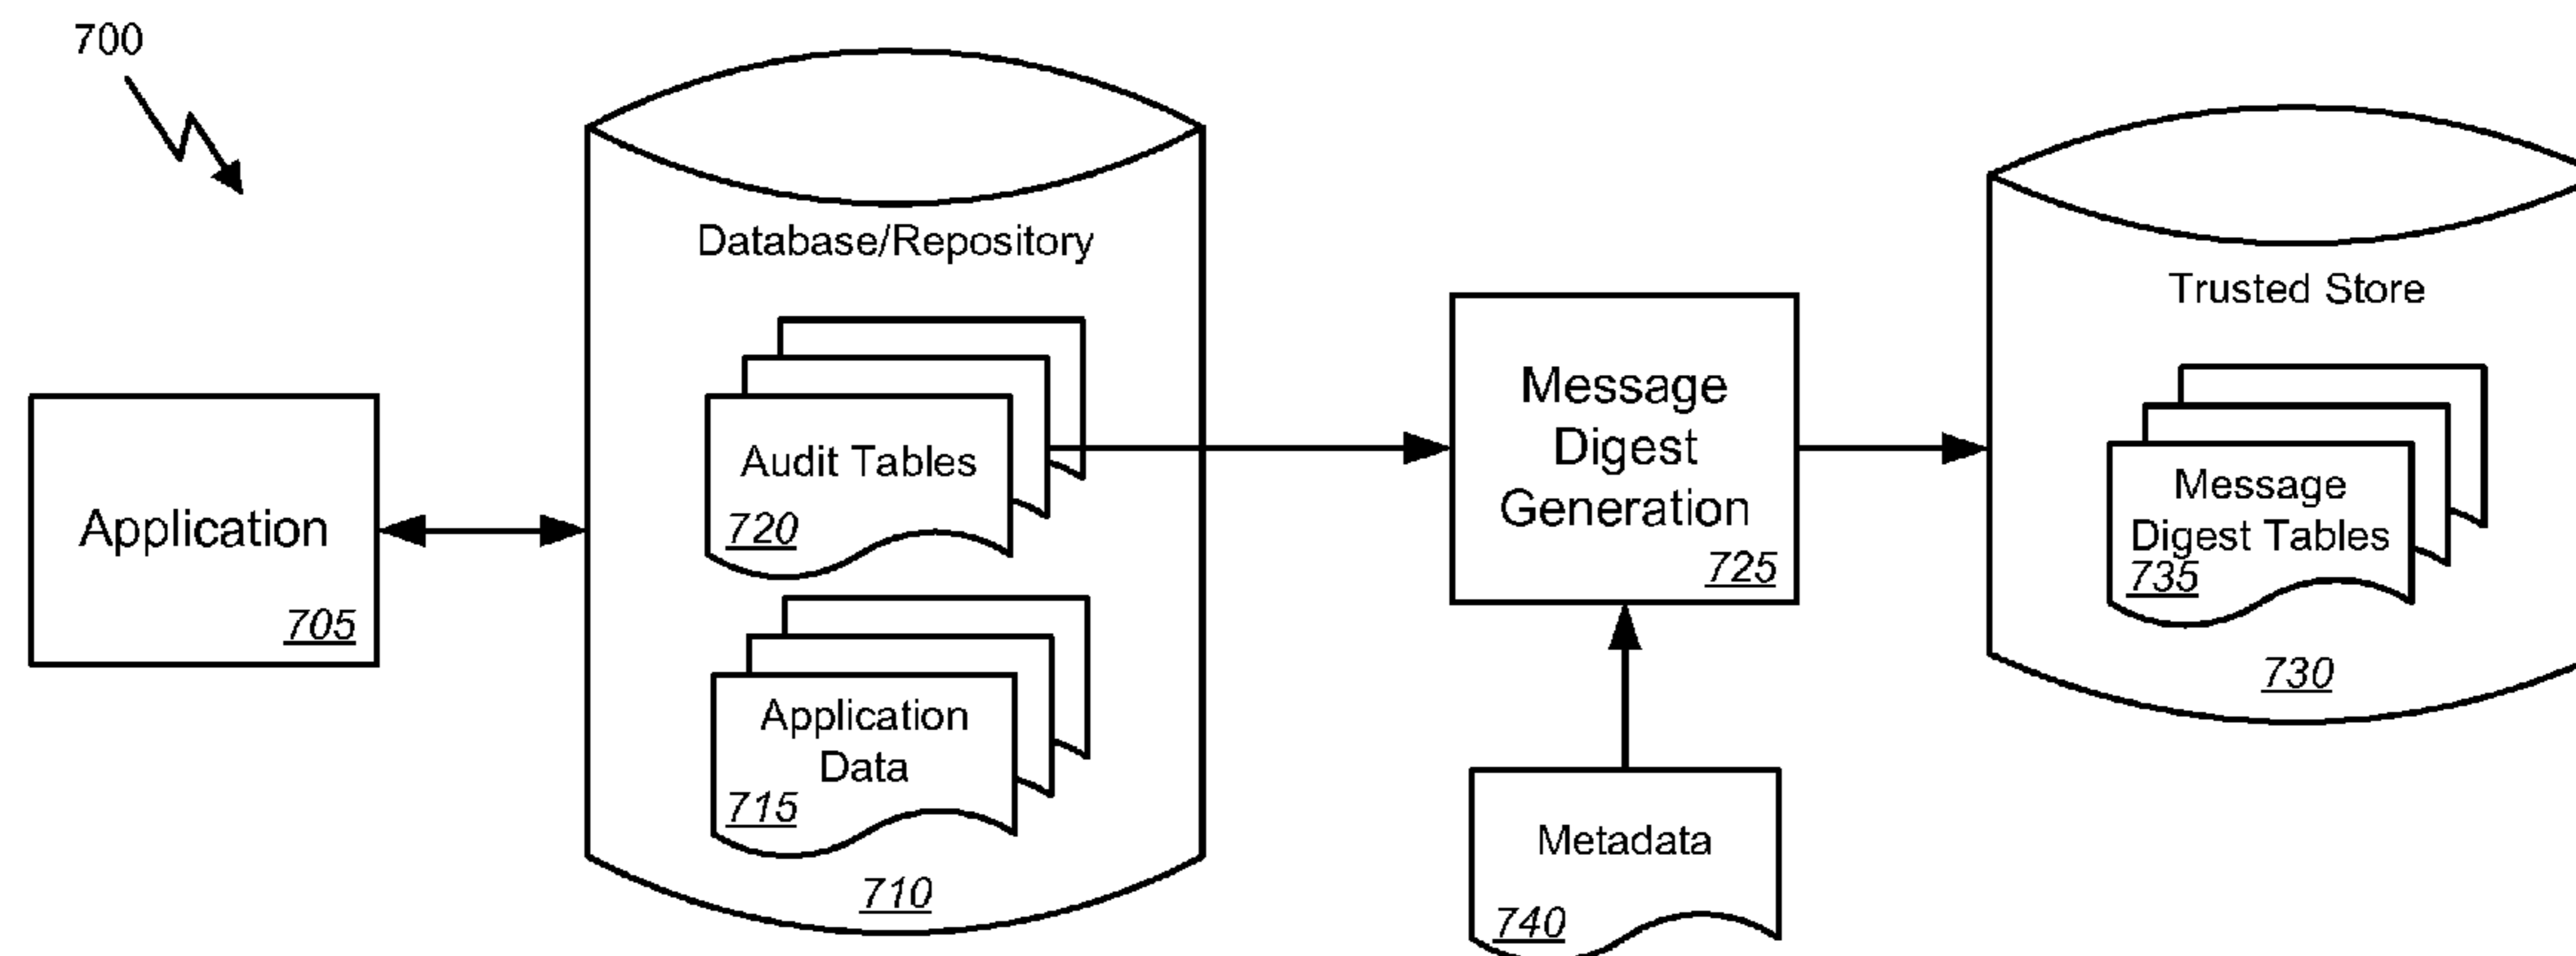 700
Database/Repository
Audit Tables
720
Application
Data
715
710
Application
705
Message
Digest
Generation
725
Metadata
740
Trusted Store
Message
Digest Tables
735
730